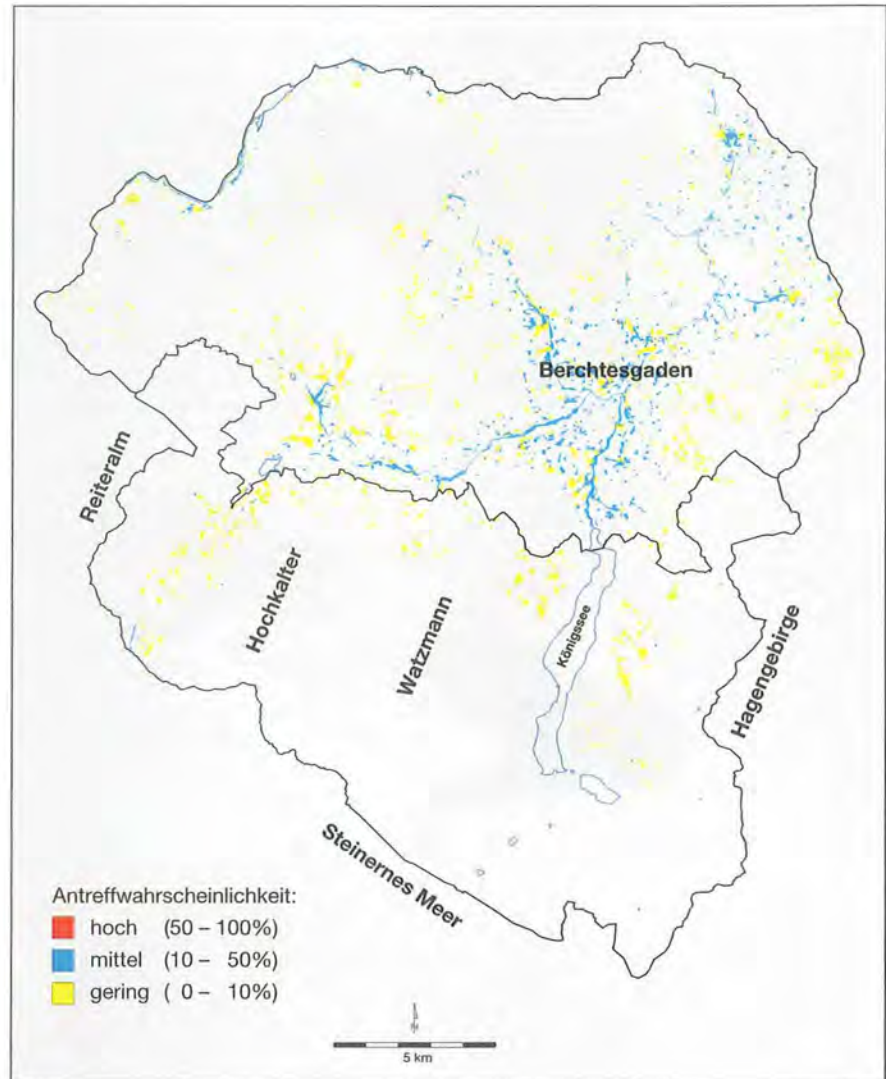 Berchtesgaden
Reiteralm
Hochkalter
Watzmann
Königssee
Hagengebirge
Steinernes Meer
Antreffwahrscheinlichkeit:
hoch (50 – 100%)
mittel (10 – 50%)
gering ( 0 – 10%)
N
5 km